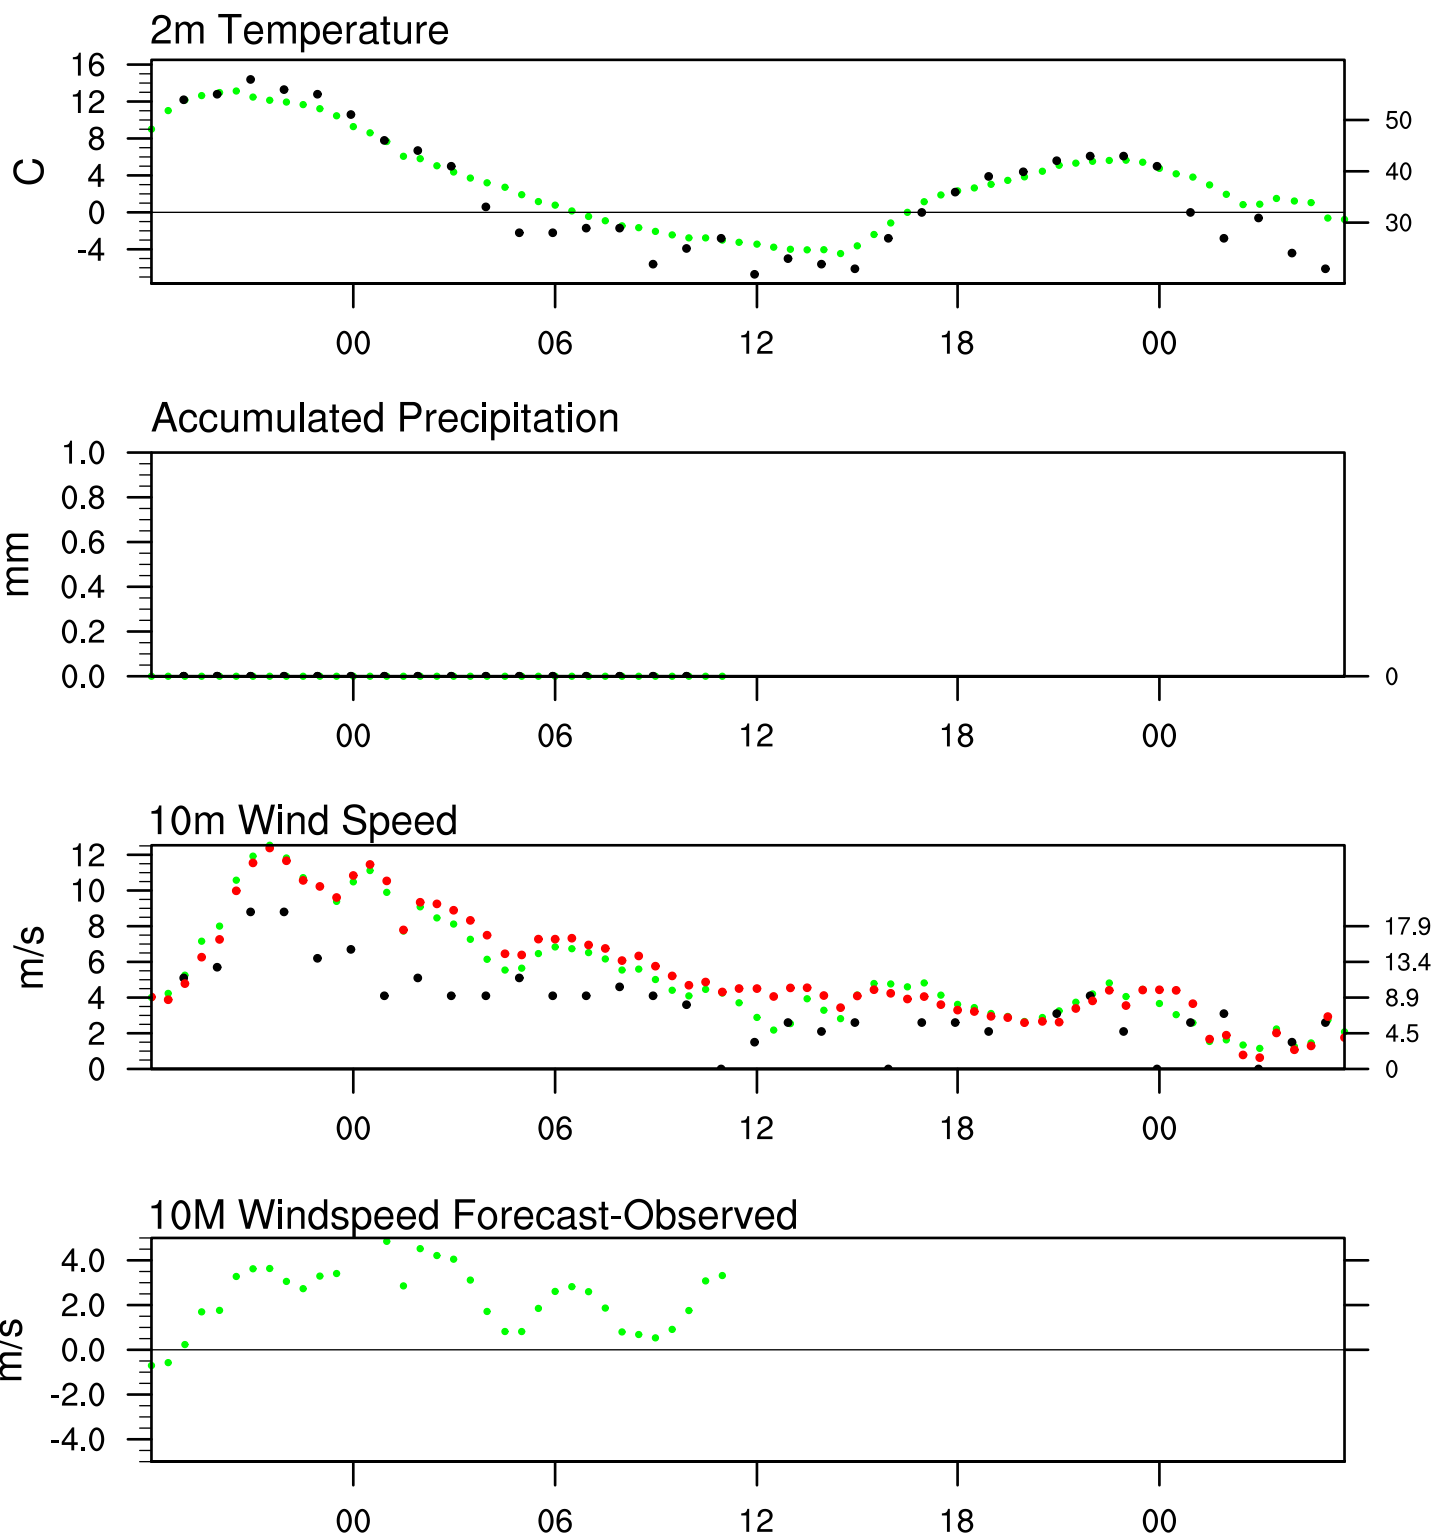 2m Temperature
16
12
8
4
0
-4
C
50
40
30
00 06 12 18 00
Accumulated Precipitation
1.0
0.8
0.6
0.4
0.2
0.0
mm
0
00 06 12 18 00
10m Wind Speed
12
10
8
6
4
2
0
m/s
17.9
13.4
8.9
4.5
0
00 06 12 18 00
10M Windspeed Forecast-Observed
4.0
2.0
0.0
-2.0
-4.0
m/s
00 06 12 18 00